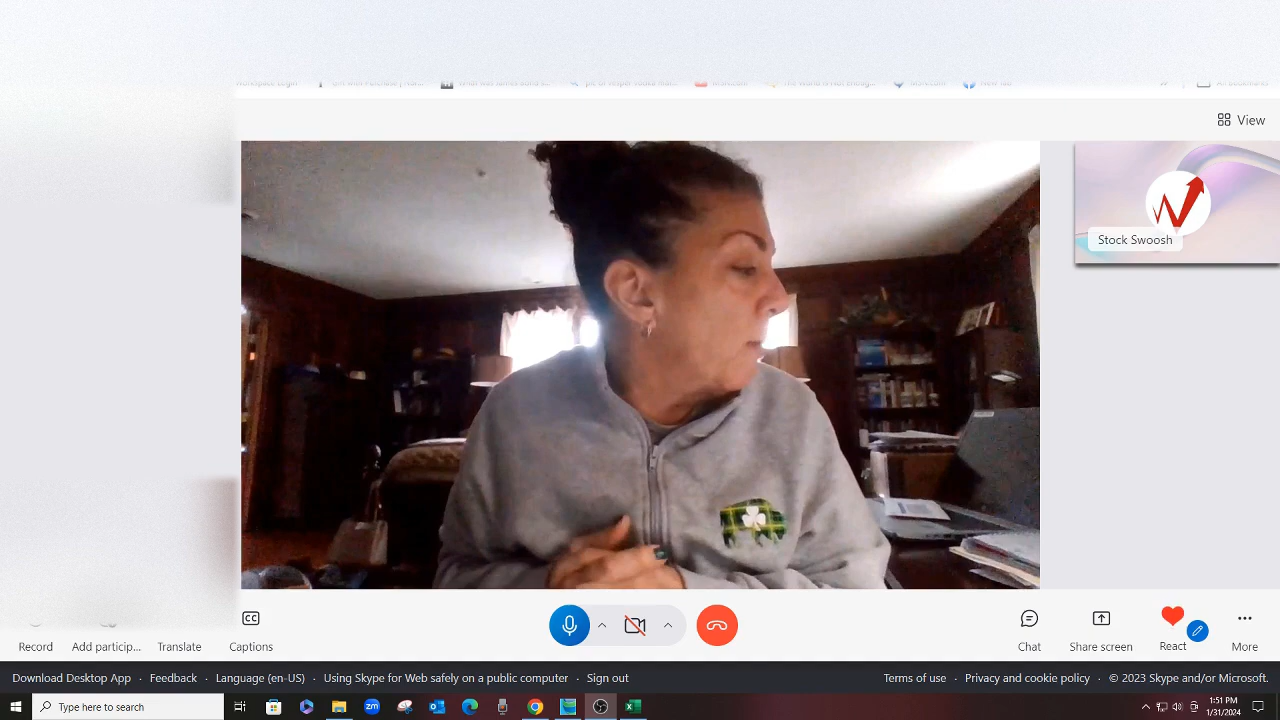 View
Stock Swoosh
Add particip...
Translate
Captions
Chat
Share screen
React
More
Download Desktop App · Feedback · Language (en-US) · Using Skype for Web safely on a public computer · Sign out
Terms of use · Privacy and cookie policy · © 2023 Skype and/or Microsoft.
Type here to search
1:51 PM
1/31/2024